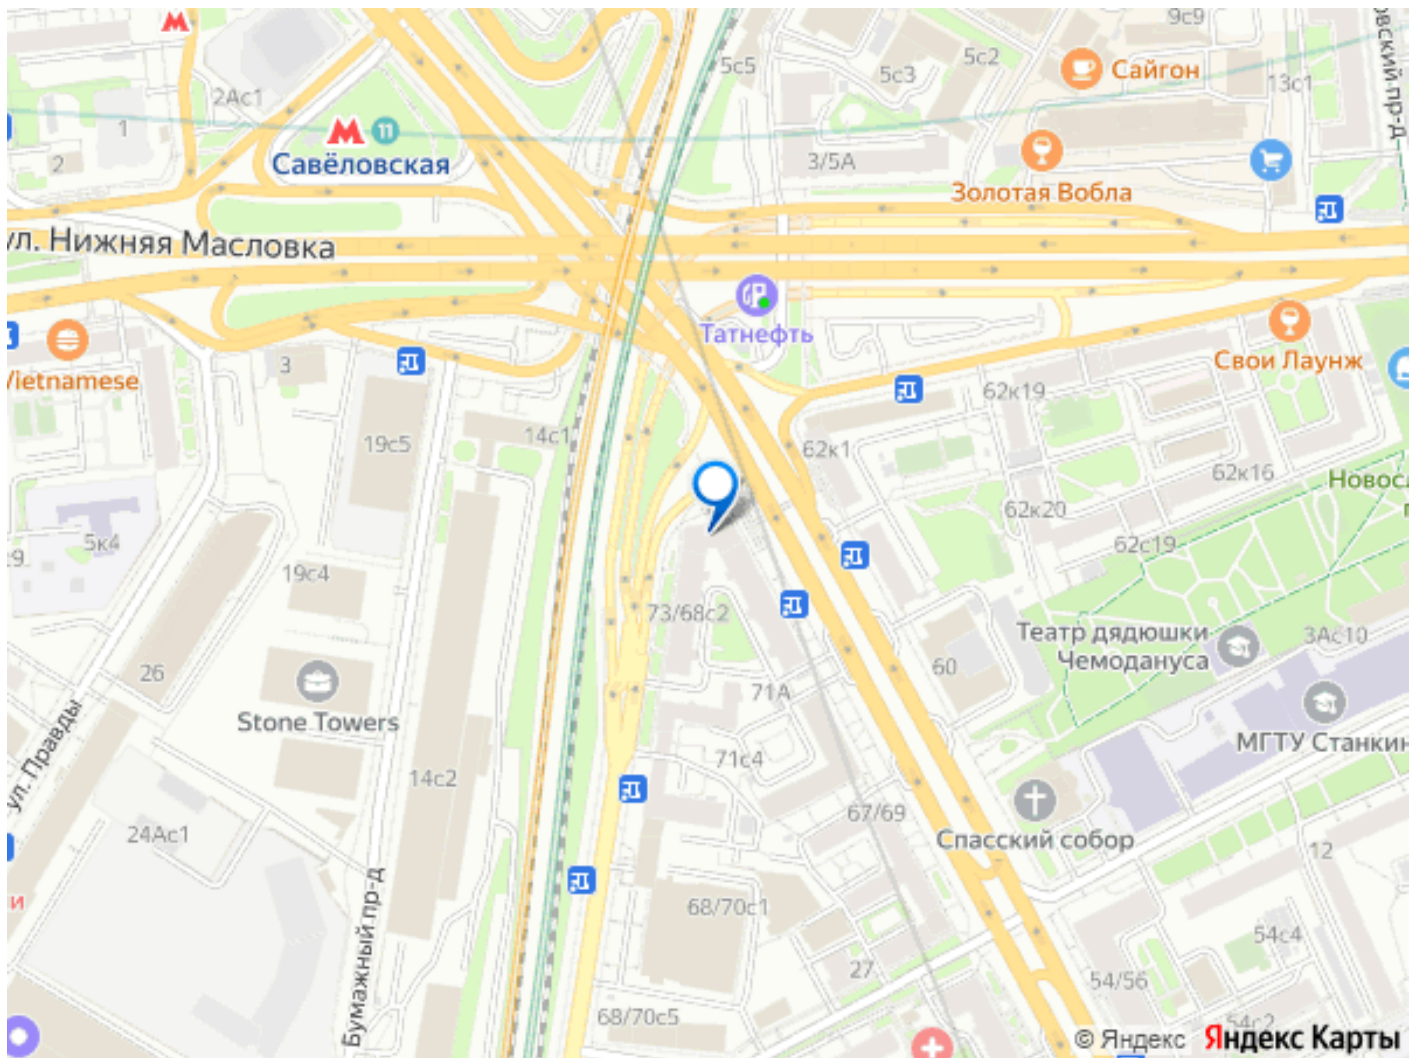 9с9
5с5
5с3
5с2
Сайгон
13с1
2Ас1
1
2
11
Савёловская
3/5А
Золотая Вобла
ул. Нижняя Масловка
Татнефть
Свои Лаунж
Vietnamese
3
62к19
19с5
14с1
62к1
62к16
62к20
62с19
5к4
19с4
73/68с2
Театр дядюшки
Чемодануса
3Ас10
60
26
Stone Towers
71А
МГТУ Станкин
ул. Правды
71с4
14с2
67/69
Спасский собор
24Ас1
12
Бумажный пр-д
68/70с1
54с4
27
54/56
68/70с5
54с2
© Яндекс
Яндекс Карты